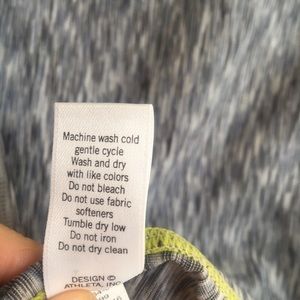 Machine wash cold
gentle cycle
Wash and dry
with like colors
Do not bleach
Do not use fabric
softeners
Tumble dry low
Do not iron
Do not dry clean
DESIGN ©
ATHLETA, INC